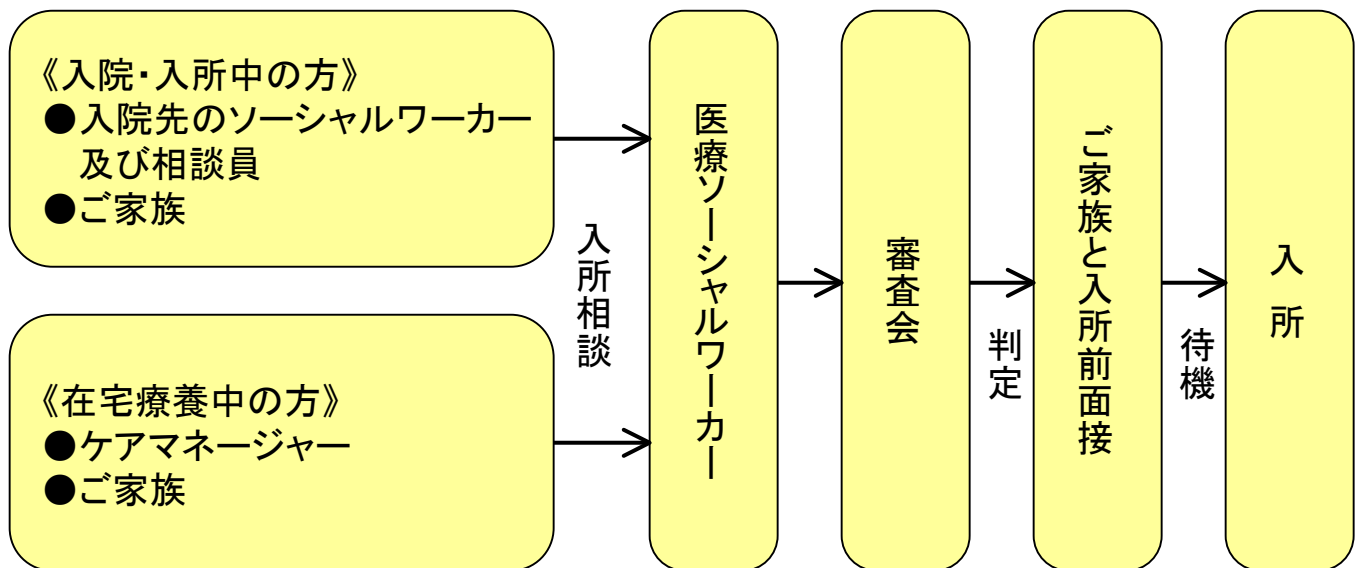 《入院・入所中の方》
●入院先のソーシャルワーカー
及び相談員
●ご家族
《在宅療養中の方》
●ケアマネージャー
●ご家族
入所相談
医療ソーシャルワーカー
審査会
判定
ご家族と入所前面接
待機
入所